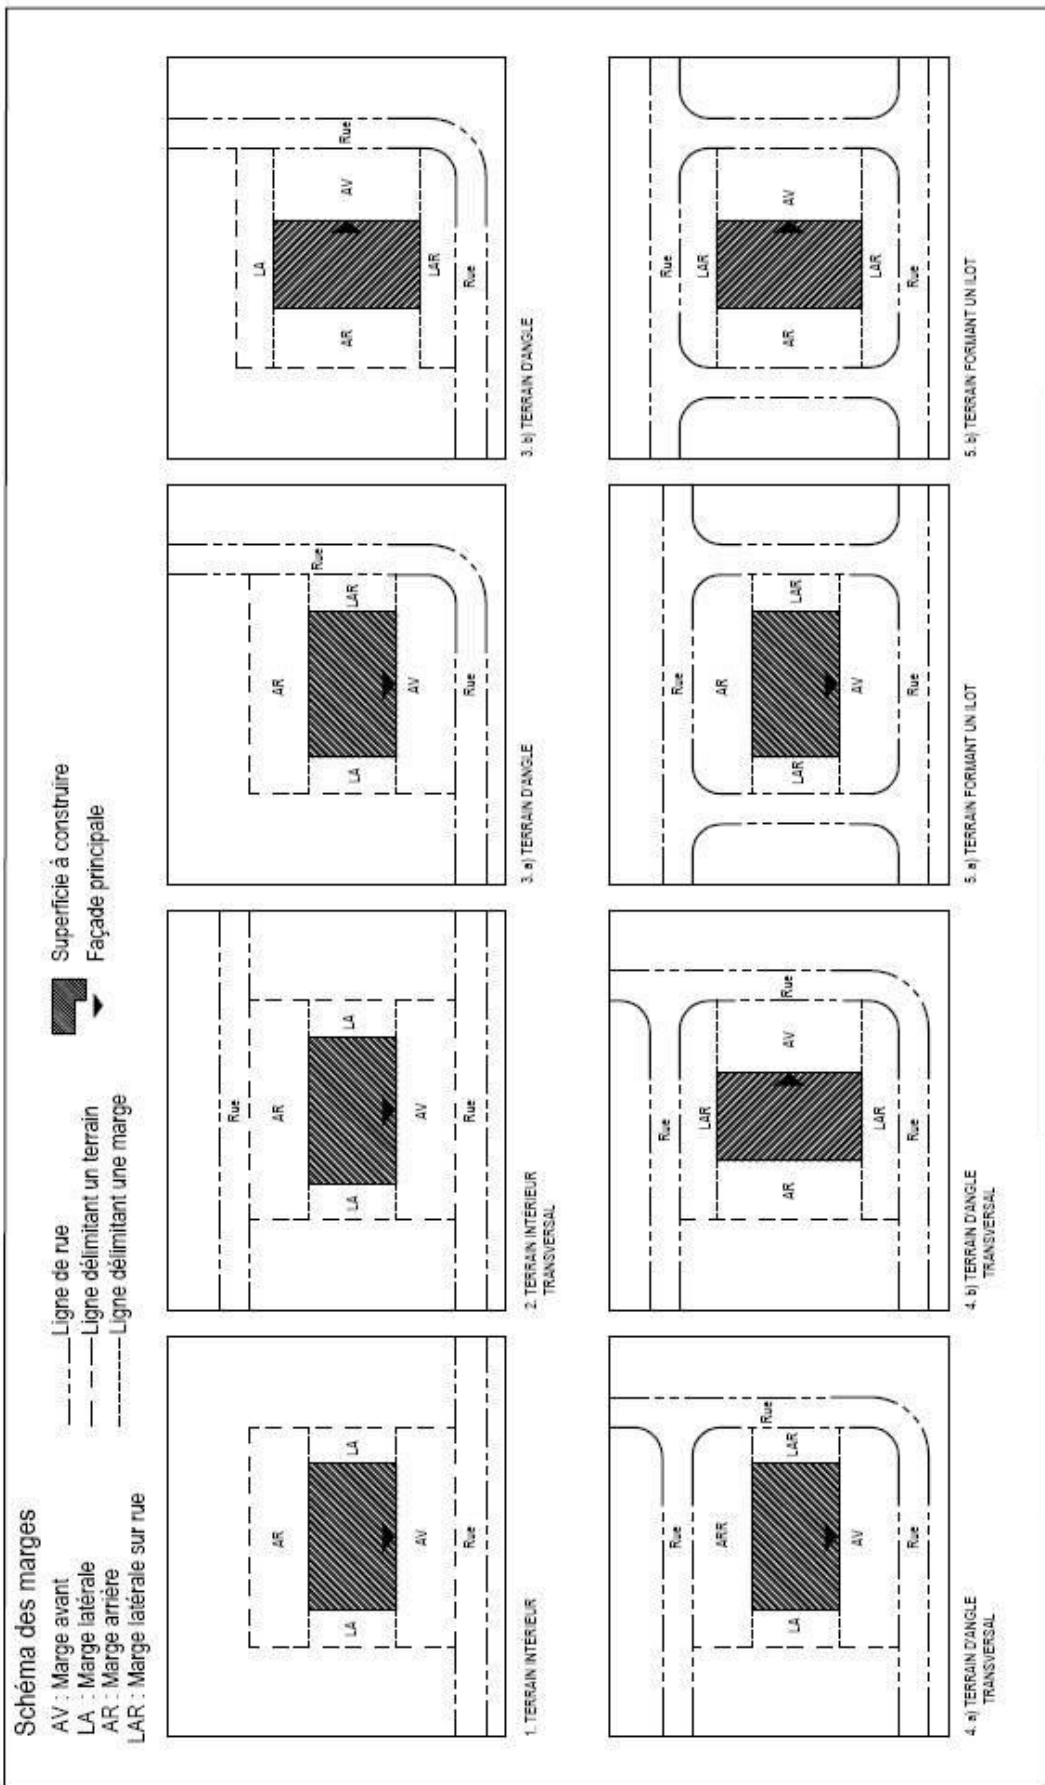 Schéma des marges
AV : Marge avant
LA : Marge latérale
AR : Marge arrière
LAR : Marge latérale sur rue
Ligne de rue
Ligne délimitant un terrain
Ligne délimitant une marge
Superficie à construire
Façade principale
AR
LA
LA
AV
Rue
1. TERRAIN INTERIEUR
Rue
AR
LA
LA
AV
Rue
2. TERRAIN INTERIEUR
TRANSVERSAL
Rue
AR
LA
LAR
AV
Rue
3. a) TERRAIN D'ANGLE
Rue
LA
AR
AV
LAR
Rue
3. b) TERRAIN D'ANGLE
Rue
Rue
ARR
LA
LAR
AV
Rue
4. a) TERRAIN D'ANGLE
TRANSVERSAL
Rue
Rue
LAR
AR
AV
LAR
Rue
4. b) TERRAIN D'ANGLE
TRANSVERSAL
Rue
AR
LAR
LAR
AV
Rue
5. a) TERRAIN FORMANT UN ILOT
Rue
LAR
AR
AV
LAR
Rue
5. b) TERRAIN FORMANT UN ILOT